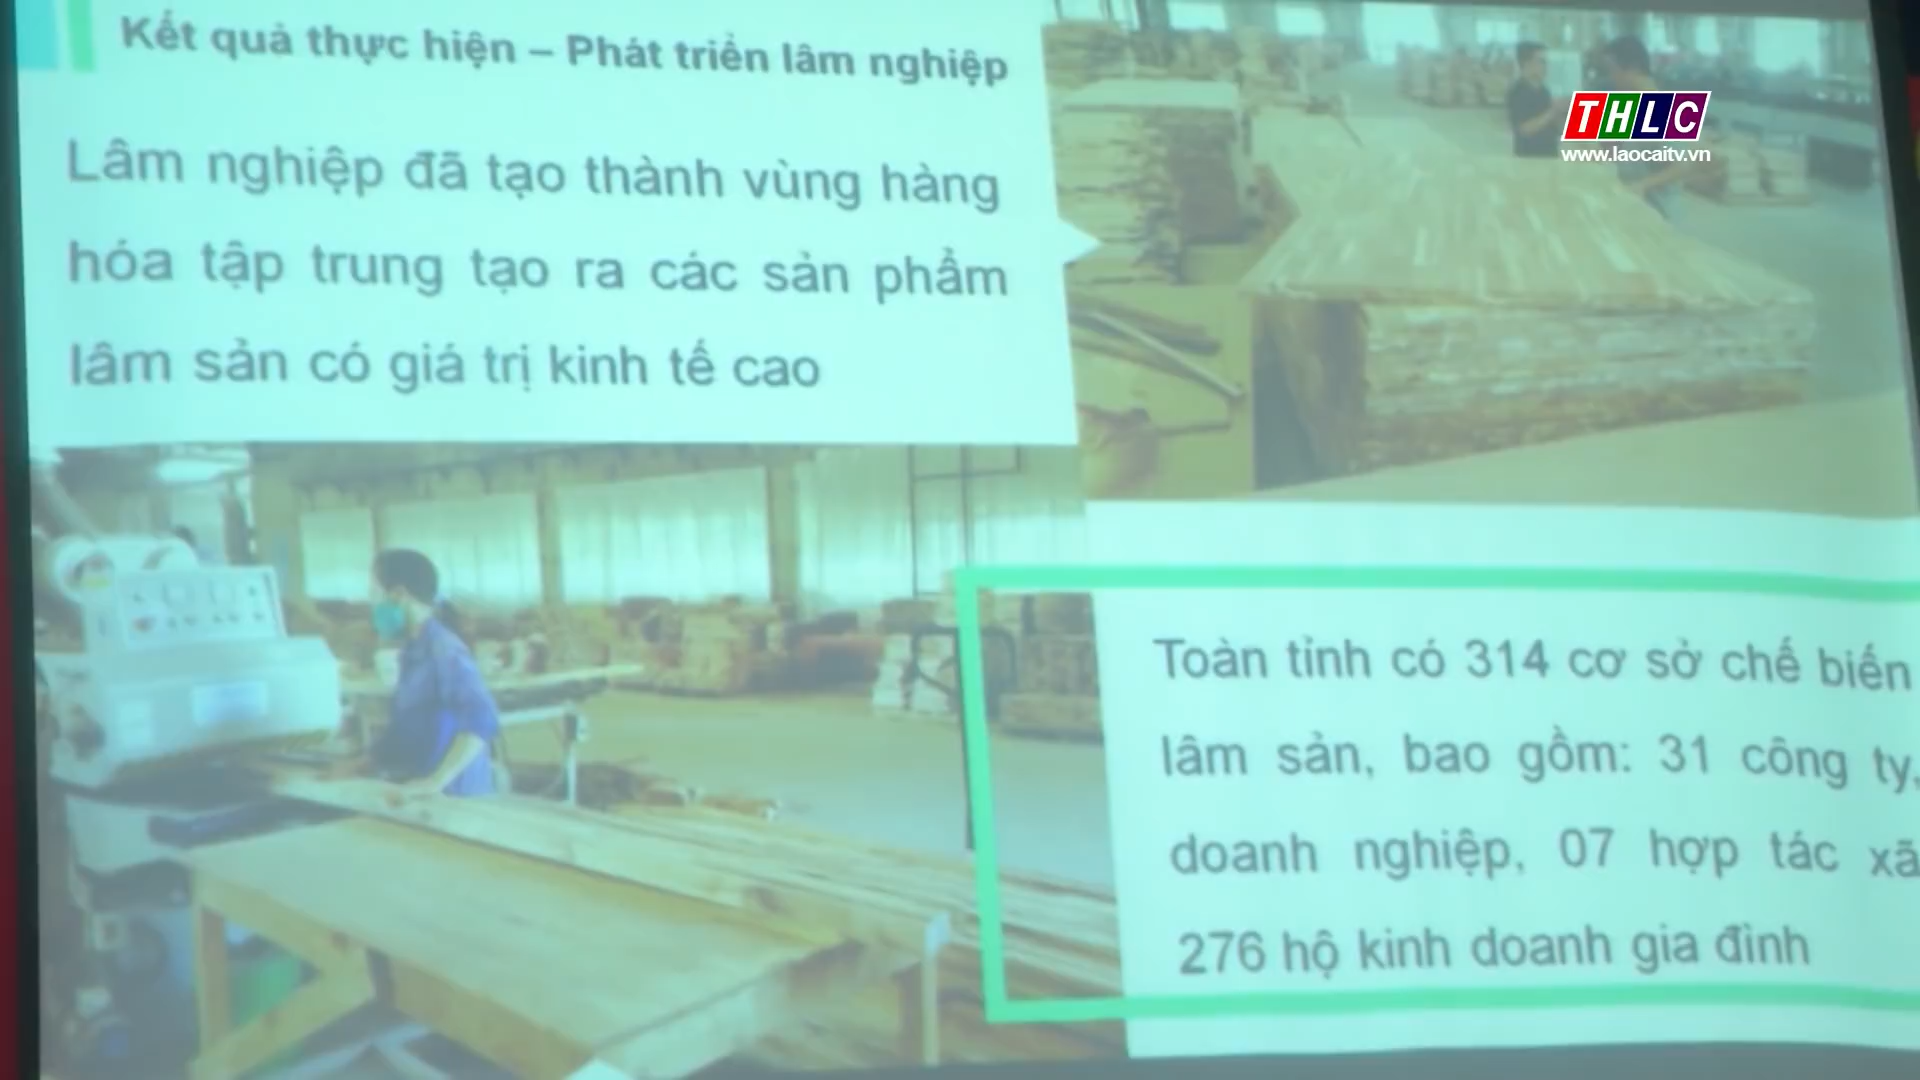 Kết quả thực hiện – Phát triển lâm nghiệp
Lâm nghiệp đã tạo thành vùng hàng
hóa tập trung tạo ra các sản phẩm
lâm sản có giá trị kinh tế cao
THLC
www.laocaitv.vn
Toàn tỉnh có 314 cơ sở chế biến
lâm sản, bao gồm: 31 công ty,
doanh nghiệp, 07 hợp tác xã
276 hộ kinh doanh gia đình